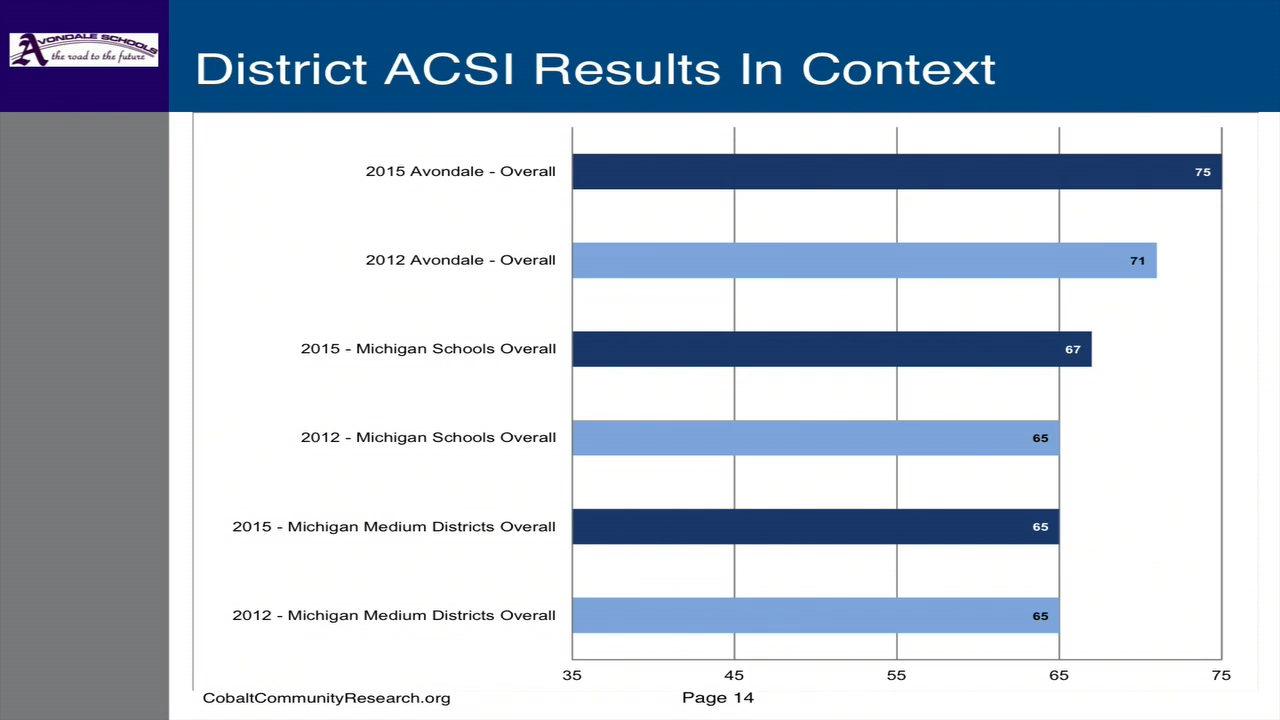 AVONDALE SCHOOLS
the road to the future
District ACSI Results In Context
2015 Avondale - Overall
75
2012 Avondale - Overall
71
2015 - Michigan Schools Overall
67
2012 - Michigan Schools Overall
65
2015 - Michigan Medium Districts Overall
65
2012 - Michigan Medium Districts Overall
65
35 45 55 65 75
CobaltCommunityResearch.org Page 14